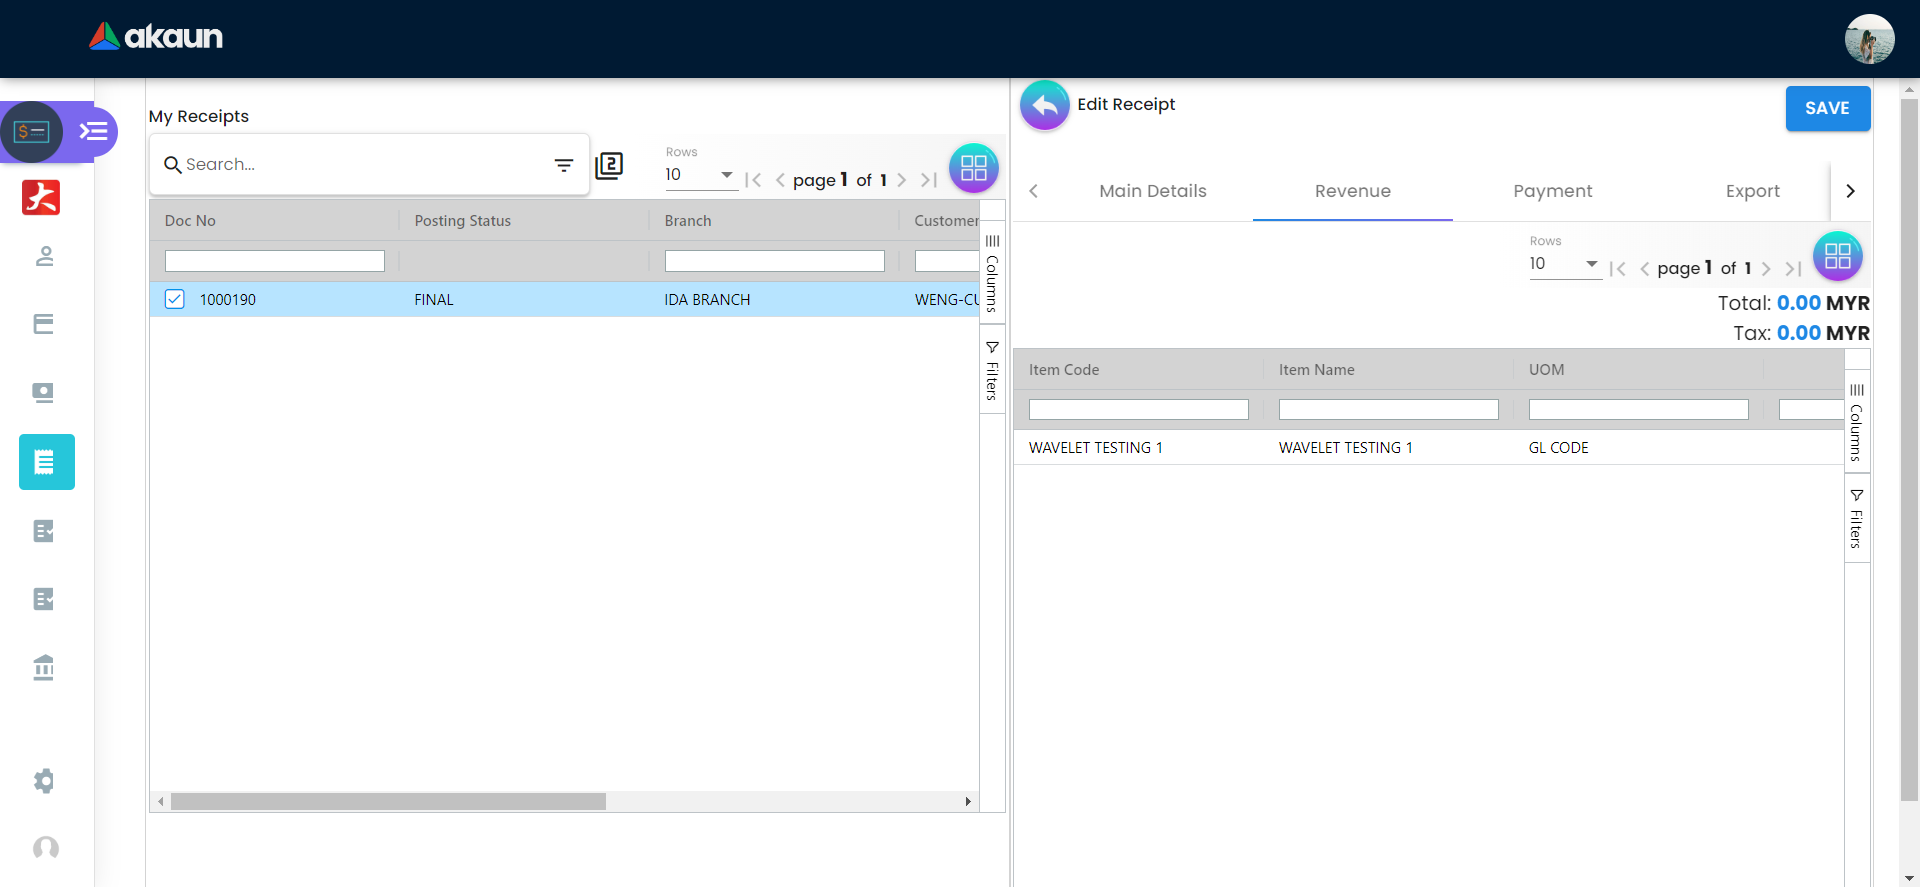 akaun
My Receipts
Search...
2
Rows
10
page 1 of 1
Doc No
Posting Status
Branch
Customer
1000190
FINAL
IDA BRANCH
WENG-CU
Columns
Filters
Edit Receipt
SAVE
Main Details
Revenue
Payment
Export
Rows
10
page 1 of 1
Total: 0.00 MYR
Tax: 0.00 MYR
Item Code
Item Name
UOM
WAVELET TESTING 1
WAVELET TESTING 1
GL CODE
Columns
Filters